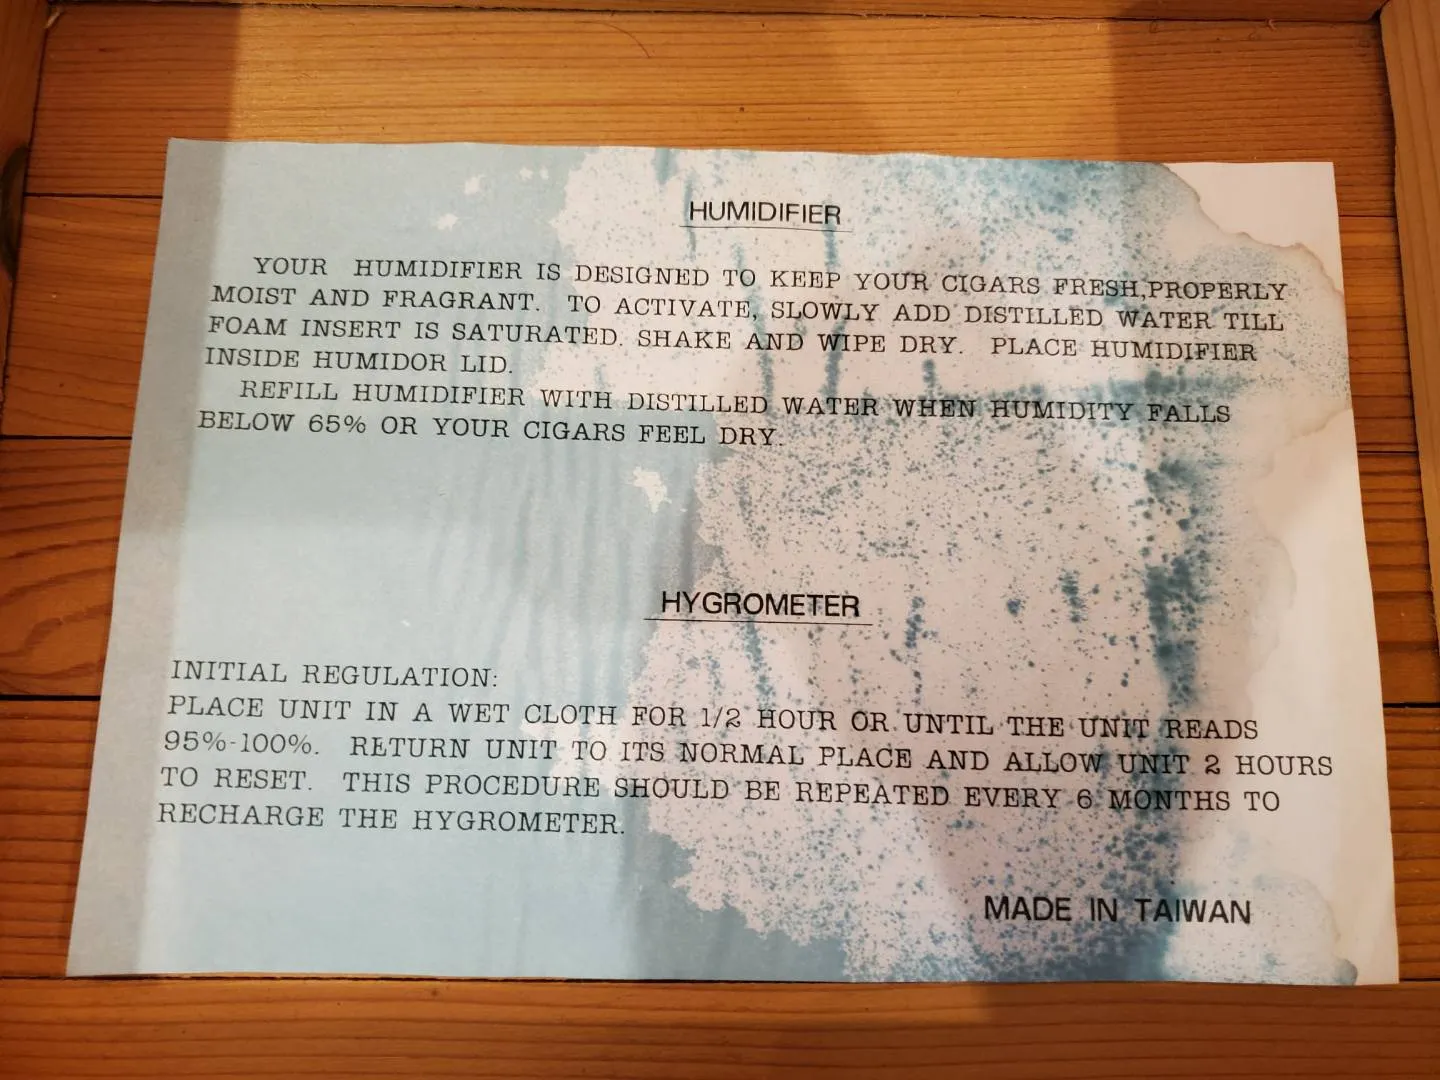 HUMIDIFIER
YOUR HUMIDIFIER IS DESIGNED TO KEEP YOUR CIGARS FRESH,PROPERLY
MOIST AND FRAGRANT. TO ACTIVATE, SLOWLY ADD DISTILLED WATER TILL
FOAM INSERT IS SATURATED. SHAKE AND WIPE DRY. PLACE HUMIDIFIER
INSIDE HUMIDOR LID.
REFILL HUMIDIFIER WITH DISTILLED WATER WHEN HUMIDITY FALLS
BELOW 65% OR YOUR CIGARS FEEL DRY.
HYGROMETER
INITIAL REGULATION:
PLACE UNIT IN A WET CLOTH FOR 1/2 HOUR OR UNTIL THE UNIT READS
95%-100%. RETURN UNIT TO ITS NORMAL PLACE AND ALLOW UNIT 2 HOURS
TO RESET. THIS PROCEDURE SHOULD BE REPEATED EVERY 6 MONTHS TO
RECHARGE THE HYGROMETER.
MADE IN TAIWAN